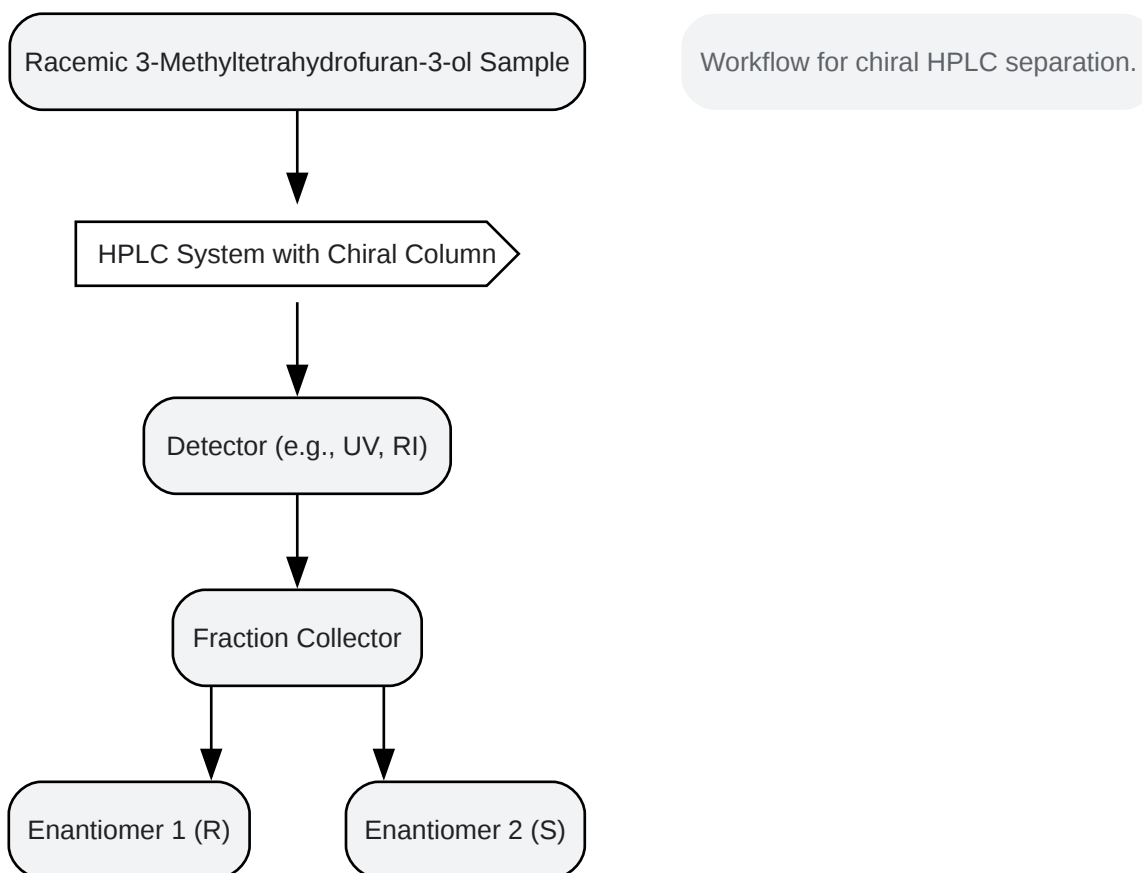 Racemic 3-Methyltetrahydrofuran-3-ol Sample
Workflow for chiral HPLC separation.
HPLC System with Chiral Column
Detector (e.g., UV, RI)
Fraction Collector
Enantiomer 1 (R)
Enantiomer 2 (S)